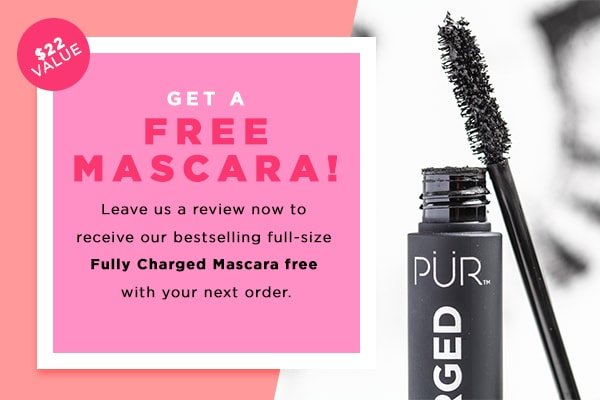 $22
VALUE
GET A
FREE
MASCARA!
Leave us a review now to
receive our bestselling full-size
Fully Charged Mascara free
with your next order.
PÜR™
RGED